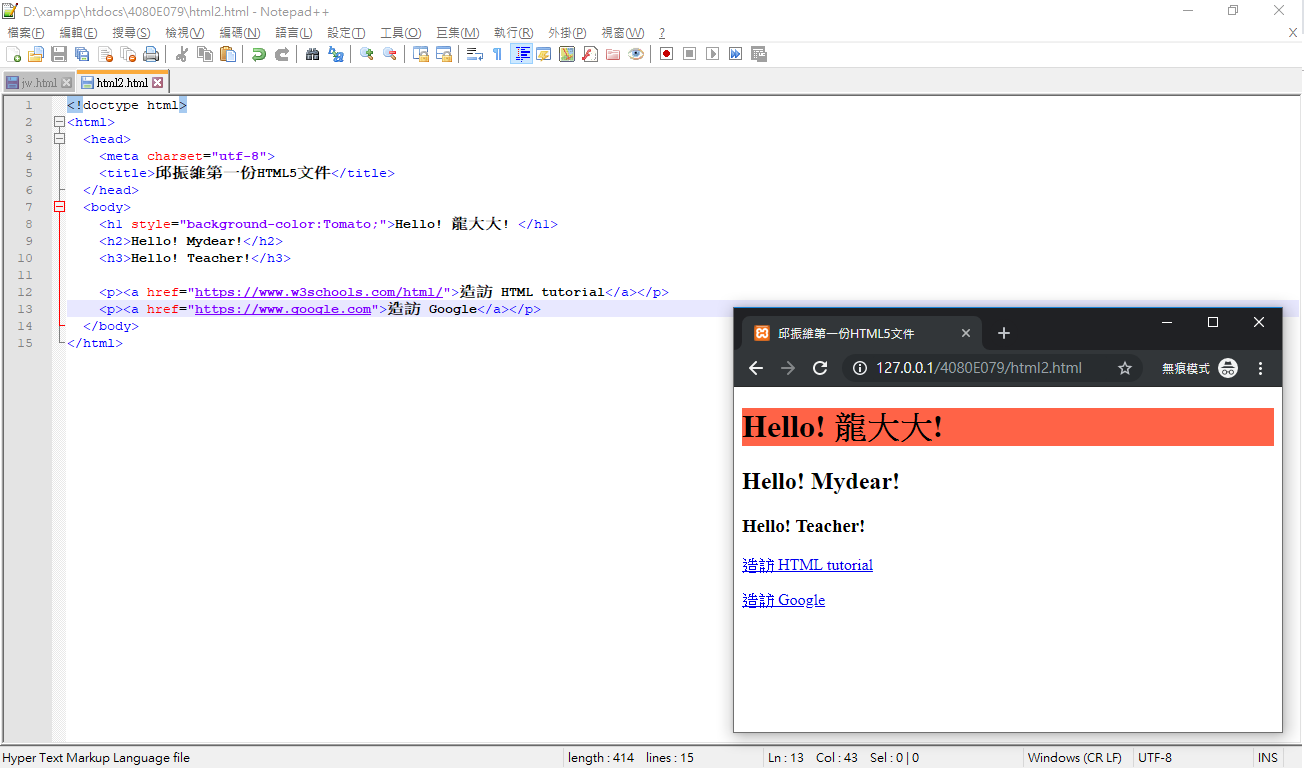 D:\xampp\htdocs\4080E079\html2.html - Notepad++
檔案(F) 編輯(E) 搜尋(S) 檢視(V) 編碼(N) 語言(L) 設定(T) 工具(O) 巨集(M) 執行(R) 外掛(P) 視窗(W) ? X
jw.html html2.html
1 <!doctype html>
2 <html>
3 <head>
4 <meta charset="utf-8">
5 <title>邱振維第一份HTML5文件</title>
6 </head>
7 <body>
8 <h1 style="background-color:Tomato;">Hello! 龍大大! </h1>
9 <h2>Hello! Mydear!</h2>
10 <h3>Hello! Teacher!</h3>
11
12 <p><a href="https://www.w3schools.com/html/">造訪 HTML tutorial</a></p>
13 <p><a href="https://www.google.com">造訪 Google</a></p>
14 </body>
15 </html>
邱振維第一份HTML5文件
127.0.0.1/4080E079/html2.html 無痕模式
Hello! 龍大大!
Hello! Mydear!
Hello! Teacher!
造訪 HTML tutorial
造訪 Google
Hyper Text Markup Language file length : 414 lines : 15 Ln : 13 Col : 43 Sel : 0 | 0 Windows (CR LF) UTF-8 INS